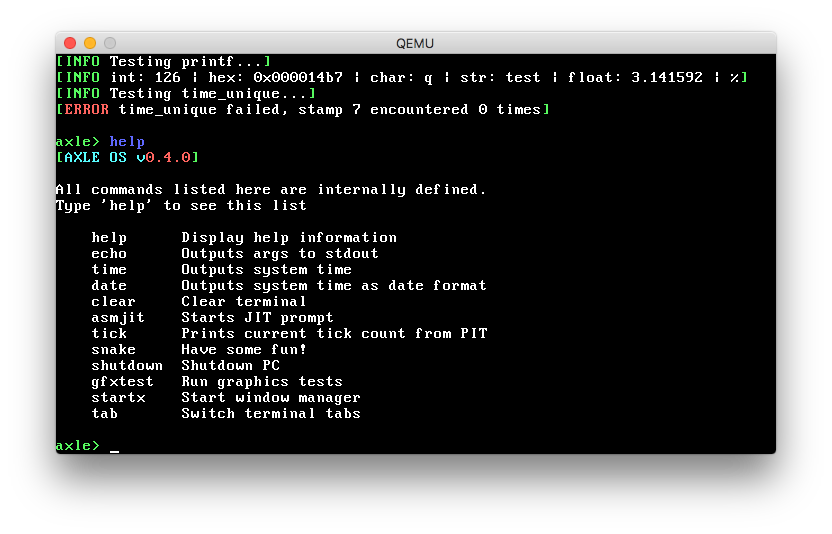 QEMU
[INFO Testing printf...]
[INFO int: 126 | hex: 0x000014b7 | char: q | str: test | float: 3.141592 | %]
[INFO Testing time_unique...]
[ERROR time_unique failed, stamp 7 encountered 0 times]
axle> help
[AXLE OS v0.4.0]
All commands listed here are internally defined.
Type 'help' to see this list
help Display help information
echo Outputs args to stdout
time Outputs system time
date Outputs system time as date format
clear Clear terminal
asmjit Starts JIT prompt
tick Prints current tick count from PIT
snake Have some fun!
shutdown Shutdown PC
gfxtest Run graphics tests
startx Start window manager
tab Switch terminal tabs
axle> _